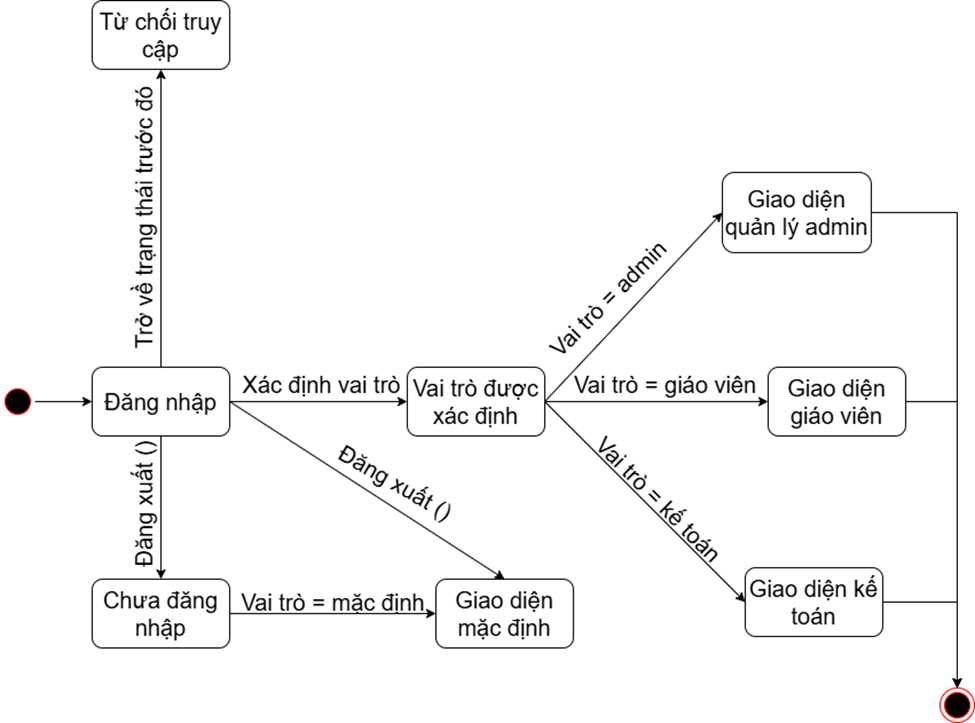 Từ chối truy
cập
Trở về trạng thái trước đó
Giao diện
quản lý admin
Vai trò = admin
Đăng nhập
Xác định vai trò
Vai trò được
xác định
Vai trò = giáo viên
Giao diện
giáo viên
Đăng xuất ()
Đăng xuất ()
Vai trò = kế toán
Chưa đăng
nhập
Vai trò = mặc định
Giao diện
mặc định
Giao diện kế
toán